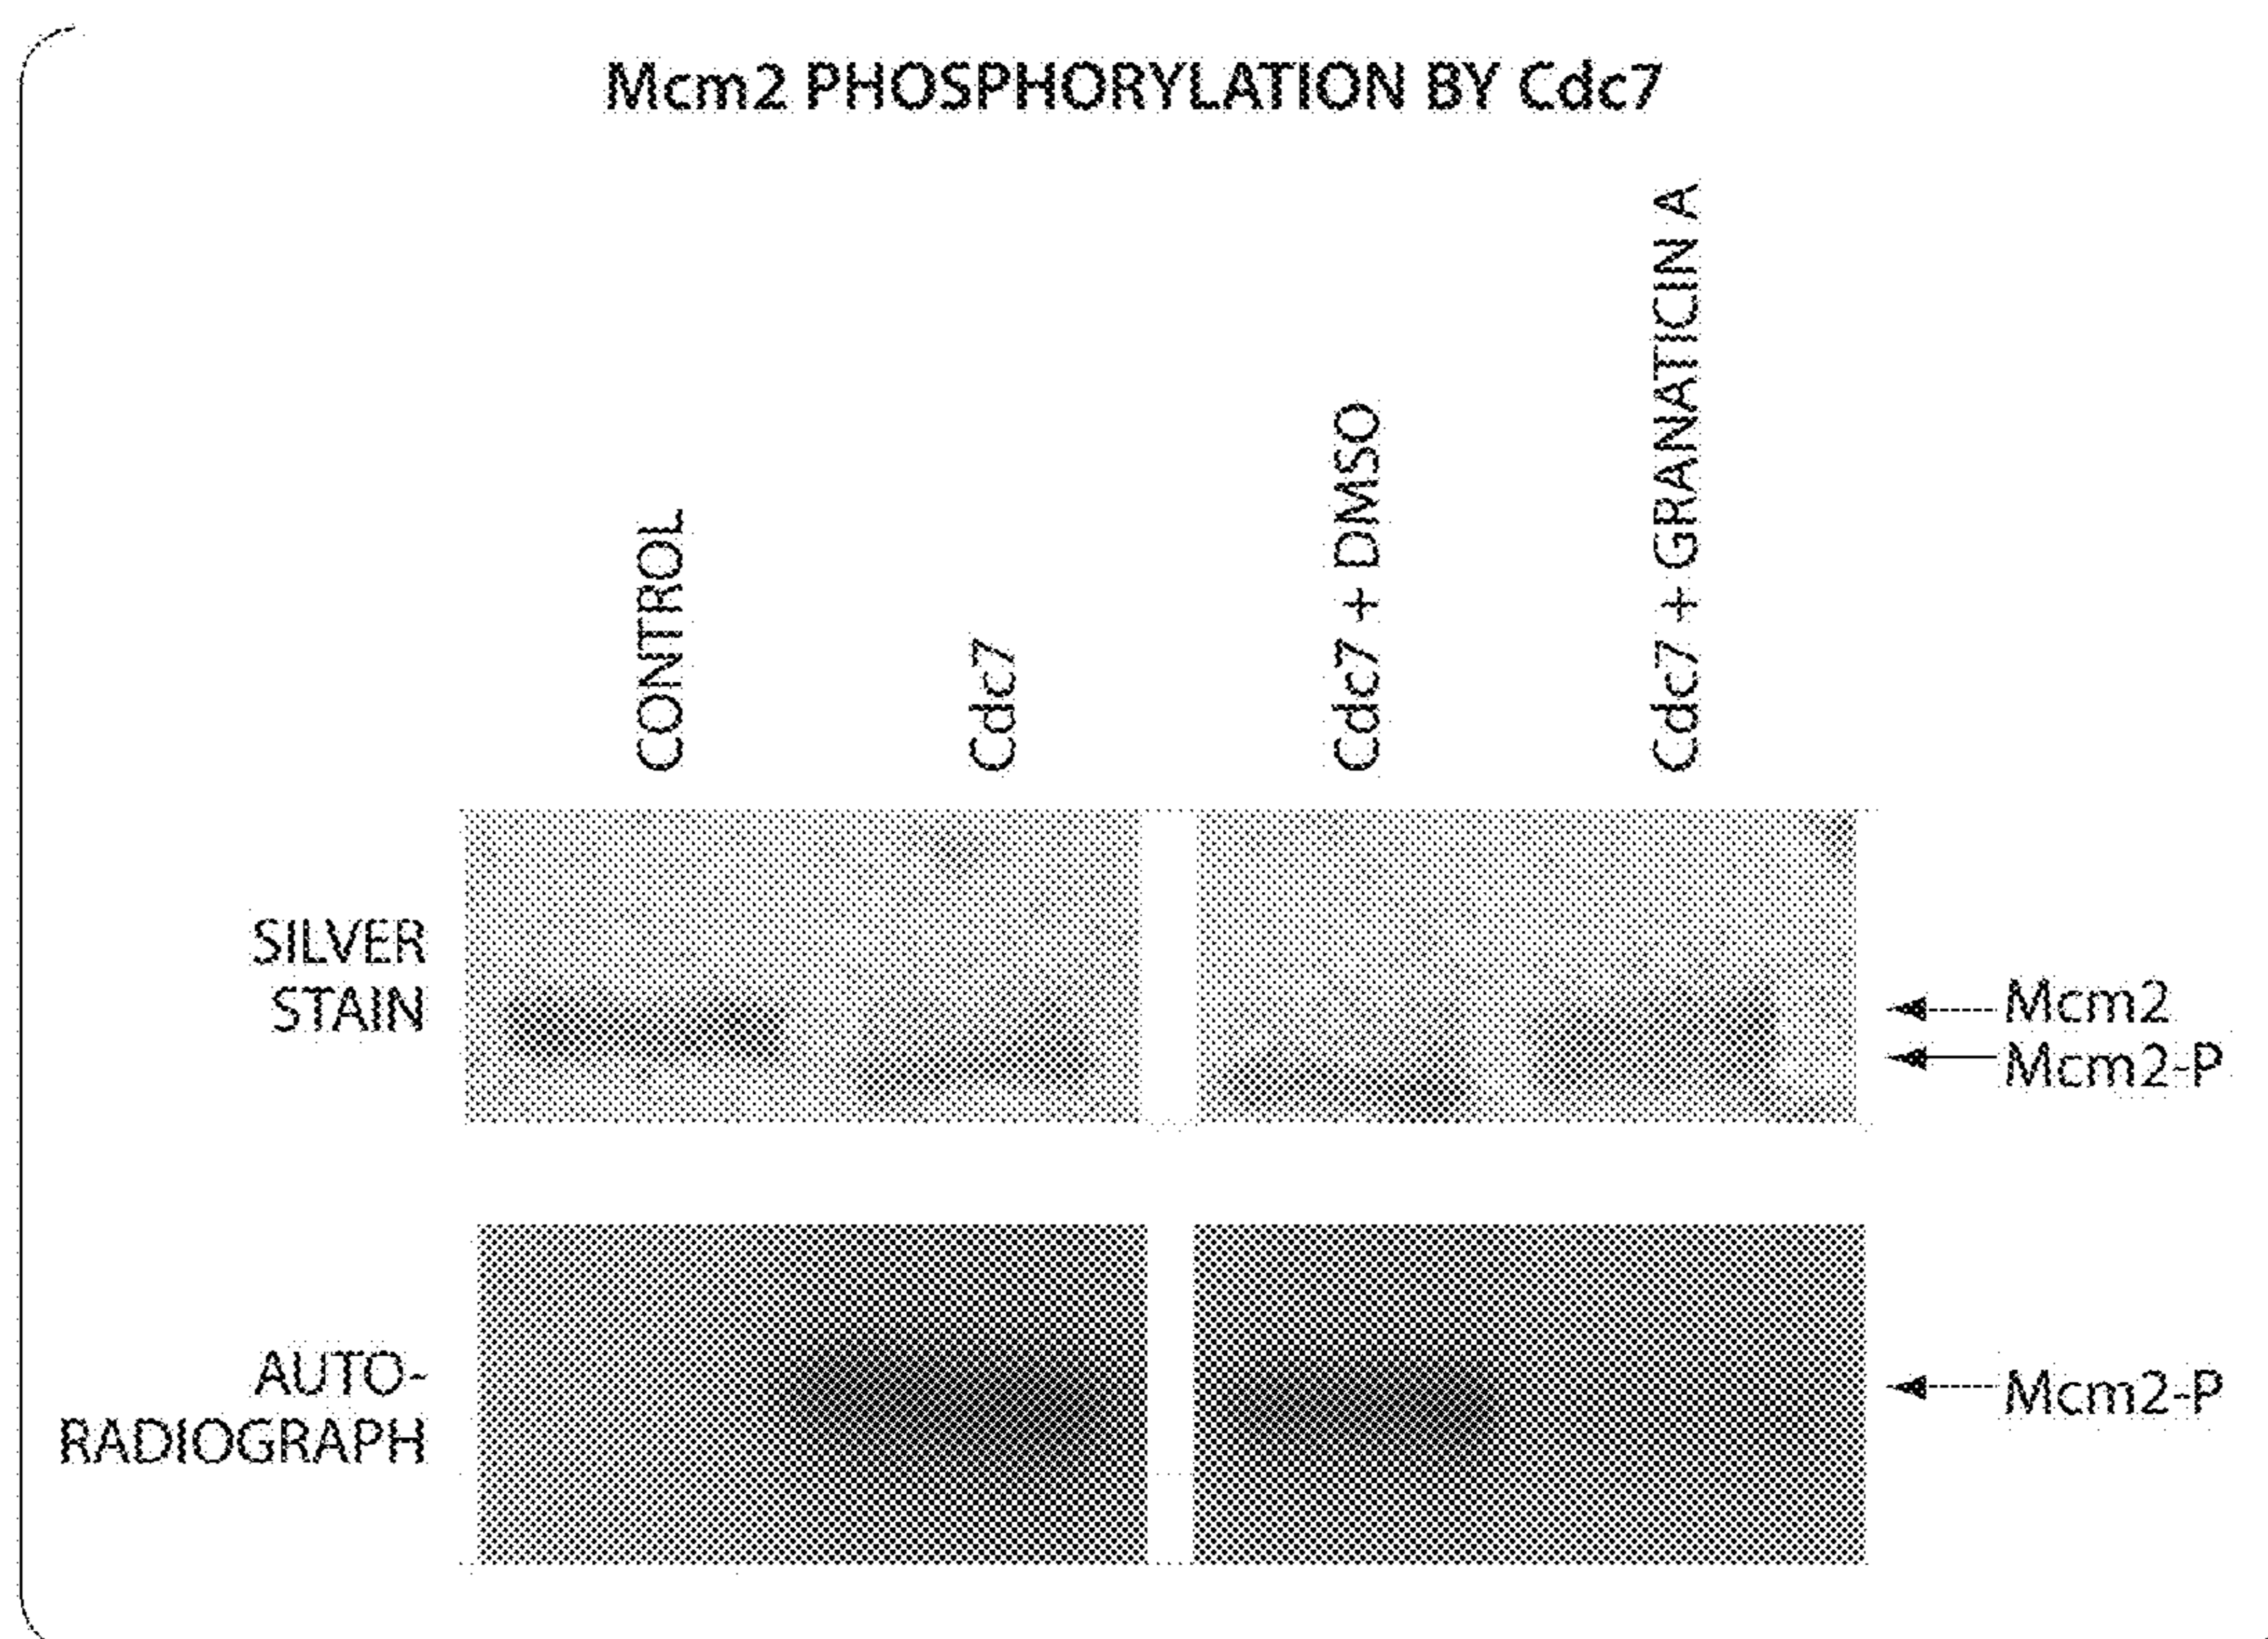 Mcm2 PHOSPHORYLATION BY Cdc7
CONTROL
Cdc7
Cdc7 + DMSO
Cdc7 + GRANATICIN A
SILVER
STAIN
Mcm2
Mcm2-P
AUTO-
RADIOGRAPH
Mcm2-P